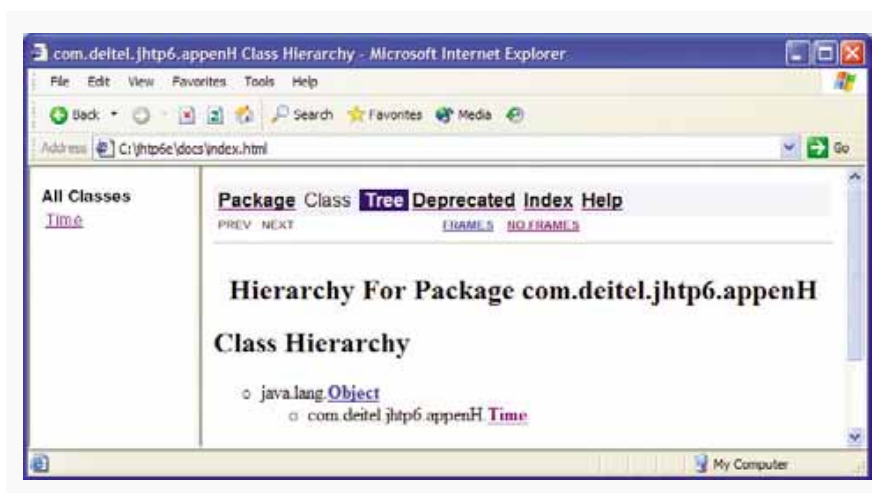 com.deitel.jhtp6.appenH Class Hierarchy - Microsoft Internet Explorer
File Edit View Favorites Tools Help
Back Search Favorites Media
Address C:\jhtp6e\docs\index.html Go
All Classes
Time
Package Class Tree Deprecated Index Help
PREV NEXT FRAMES NO FRAMES
Hierarchy For Package com.deitel.jhtp6.appenH
Class Hierarchy
java.lang.Object
com.deitel.jhtp6.appenH.Time
My Computer